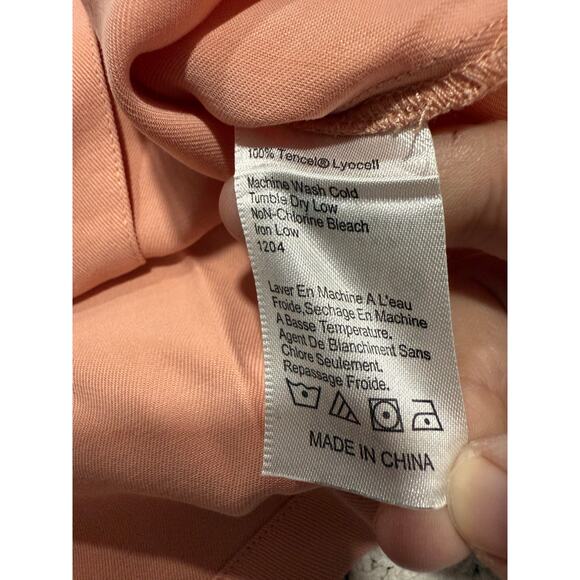 100% Tencel® Lyocell
Machine Wash Cold
Tumble Dry Low
NoN-Chlorine Bleach
Iron Low
1204
Laver En Machine A L'eau
Froide,Sechage En Machine
A Basse Temperature.
Agent De Blanchiment Sans
Chlore Seulement.
Repassage Froide.
MADE IN CHINA